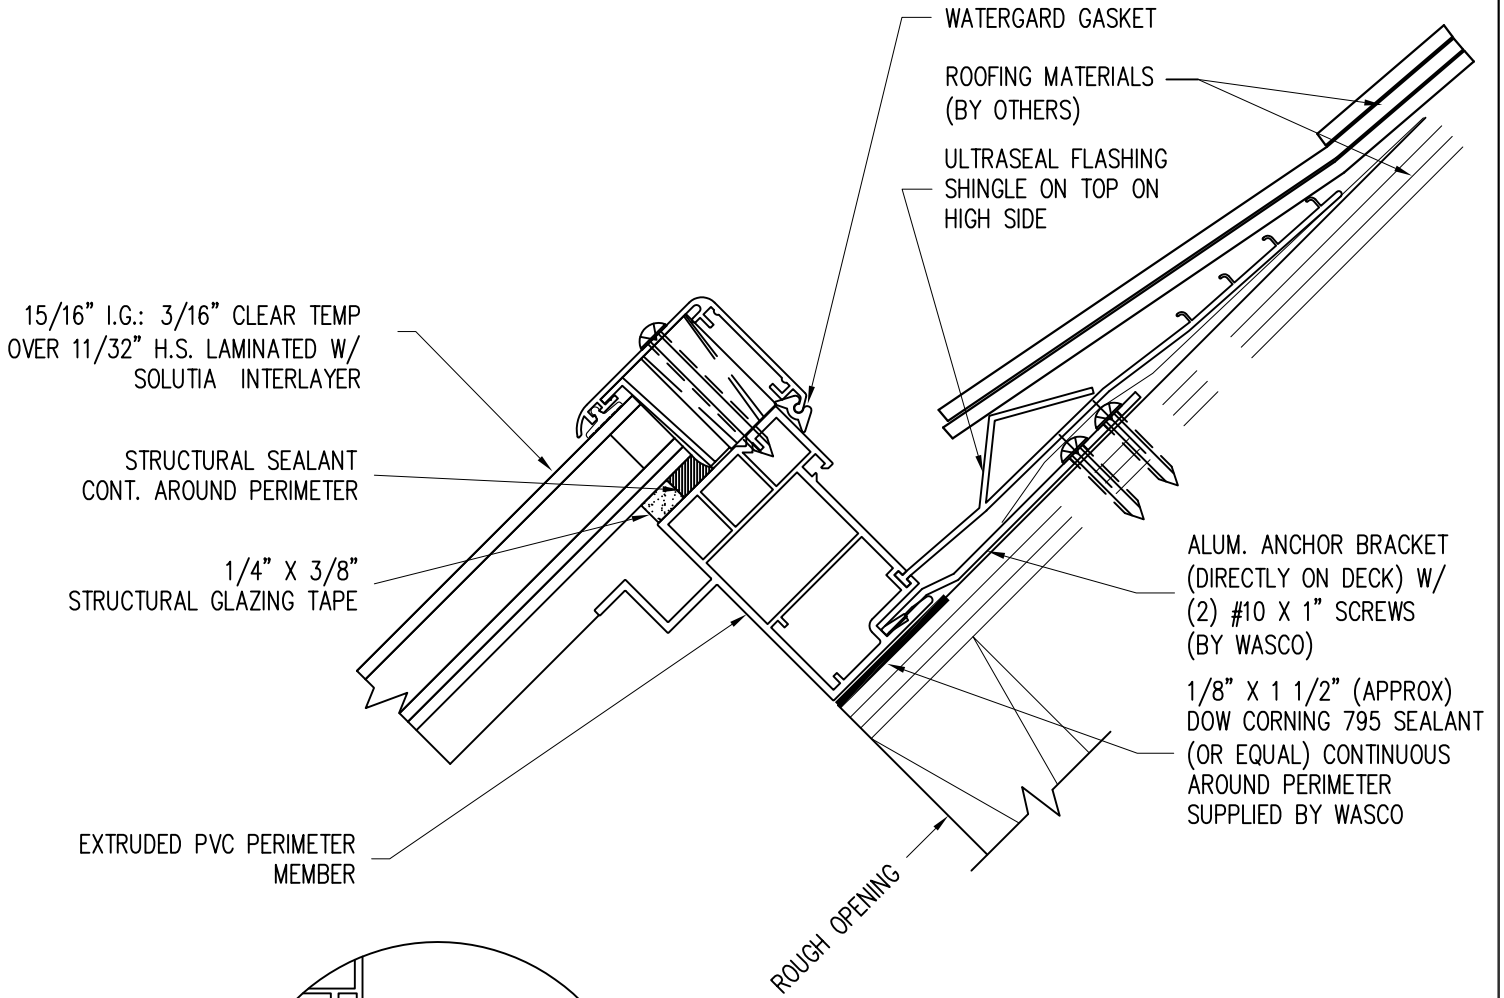 WATERGARD GASKET
ROOFING MATERIALS
(BY OTHERS)
ULTRASEAL FLASHING
SHINGLE ON TOP ON
HIGH SIDE
15/16” I.G.: 3/16” CLEAR TEMP
OVER 11/32” H.S. LAMINATED W/
SOLUTIA INTERLAYER
STRUCTURAL SEALANT
CONT. AROUND PERIMETER
1/4” X 3/8”
STRUCTURAL GLAZING TAPE
EXTRUDED PVC PERIMETER
MEMBER
ALUM. ANCHOR BRACKET
(DIRECTLY ON DECK) W/
(2) #10 X 1” SCREWS
(BY WASCO)
1/8” X 1 1/2” (APPROX)
DOW CORNING 795 SEALANT
(OR EQUAL) CONTINUOUS
AROUND PERIMETER
SUPPLIED BY WASCO
ROUGH OPENING